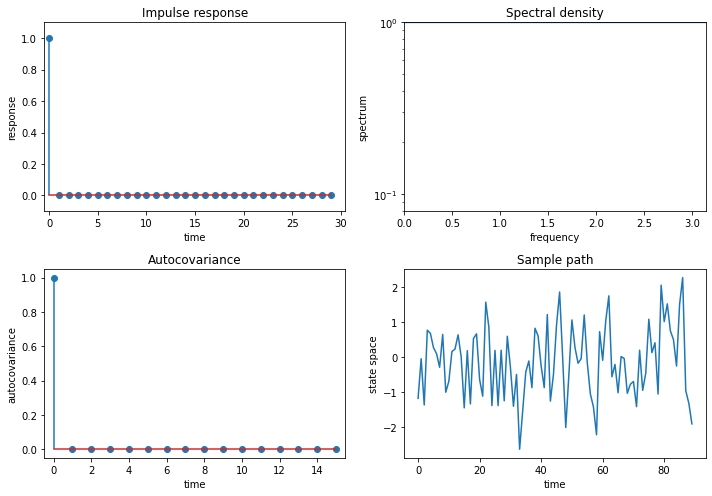 Impulse response
1.0
0.8
0.6
0.4
0.2
0.0
response
0 5 10 15 20 25 30
time
Spectral density
10⁰
10⁻¹
spectrum
0.0 0.5 1.0 1.5 2.0 2.5 3.0
frequency
Autocovariance
1.0
0.8
0.6
0.4
0.2
0.0
autocovariance
0 2 4 6 8 10 12 14
time
Sample path
2
1
0
−1
−2
state space
0 20 40 60 80
time